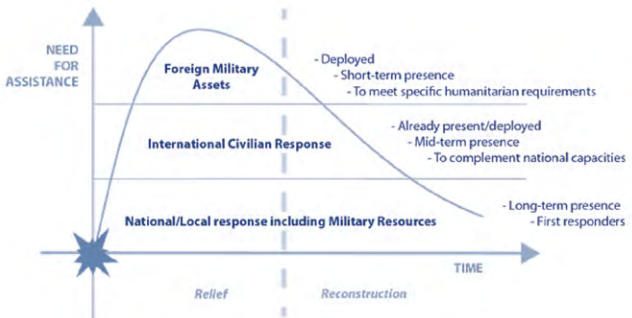 NEED
FOR
ASSISTANCE
Foreign Military
Assets
- Deployed
- Short-term presence
- To meet specific humanitarian requirements
International Civilian Response
- Already present/deployed
- Mid-term presence
- To complement national capacities
National/Local response including Military Resources
- Long-term presence
- First responders
TIME
Relief
Reconstruction